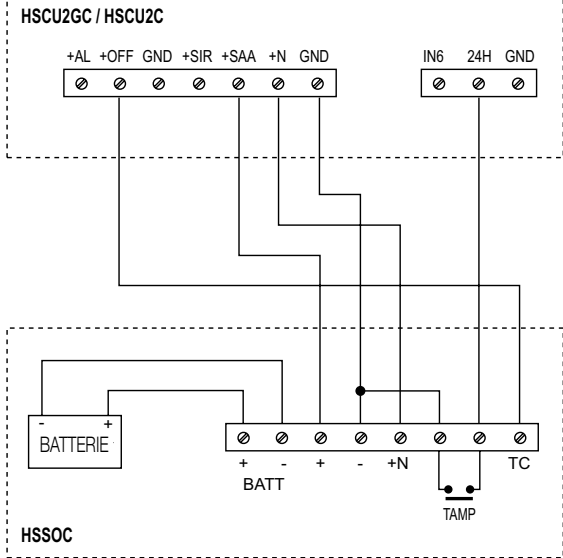 HSCU2GC / HSCU2C
+AL +OFF GND +SIR +SAA +N GND
IN6 24H GND
- +
BATTERIE
+ - + - +N TC
BATT
TAMP
HSSOC